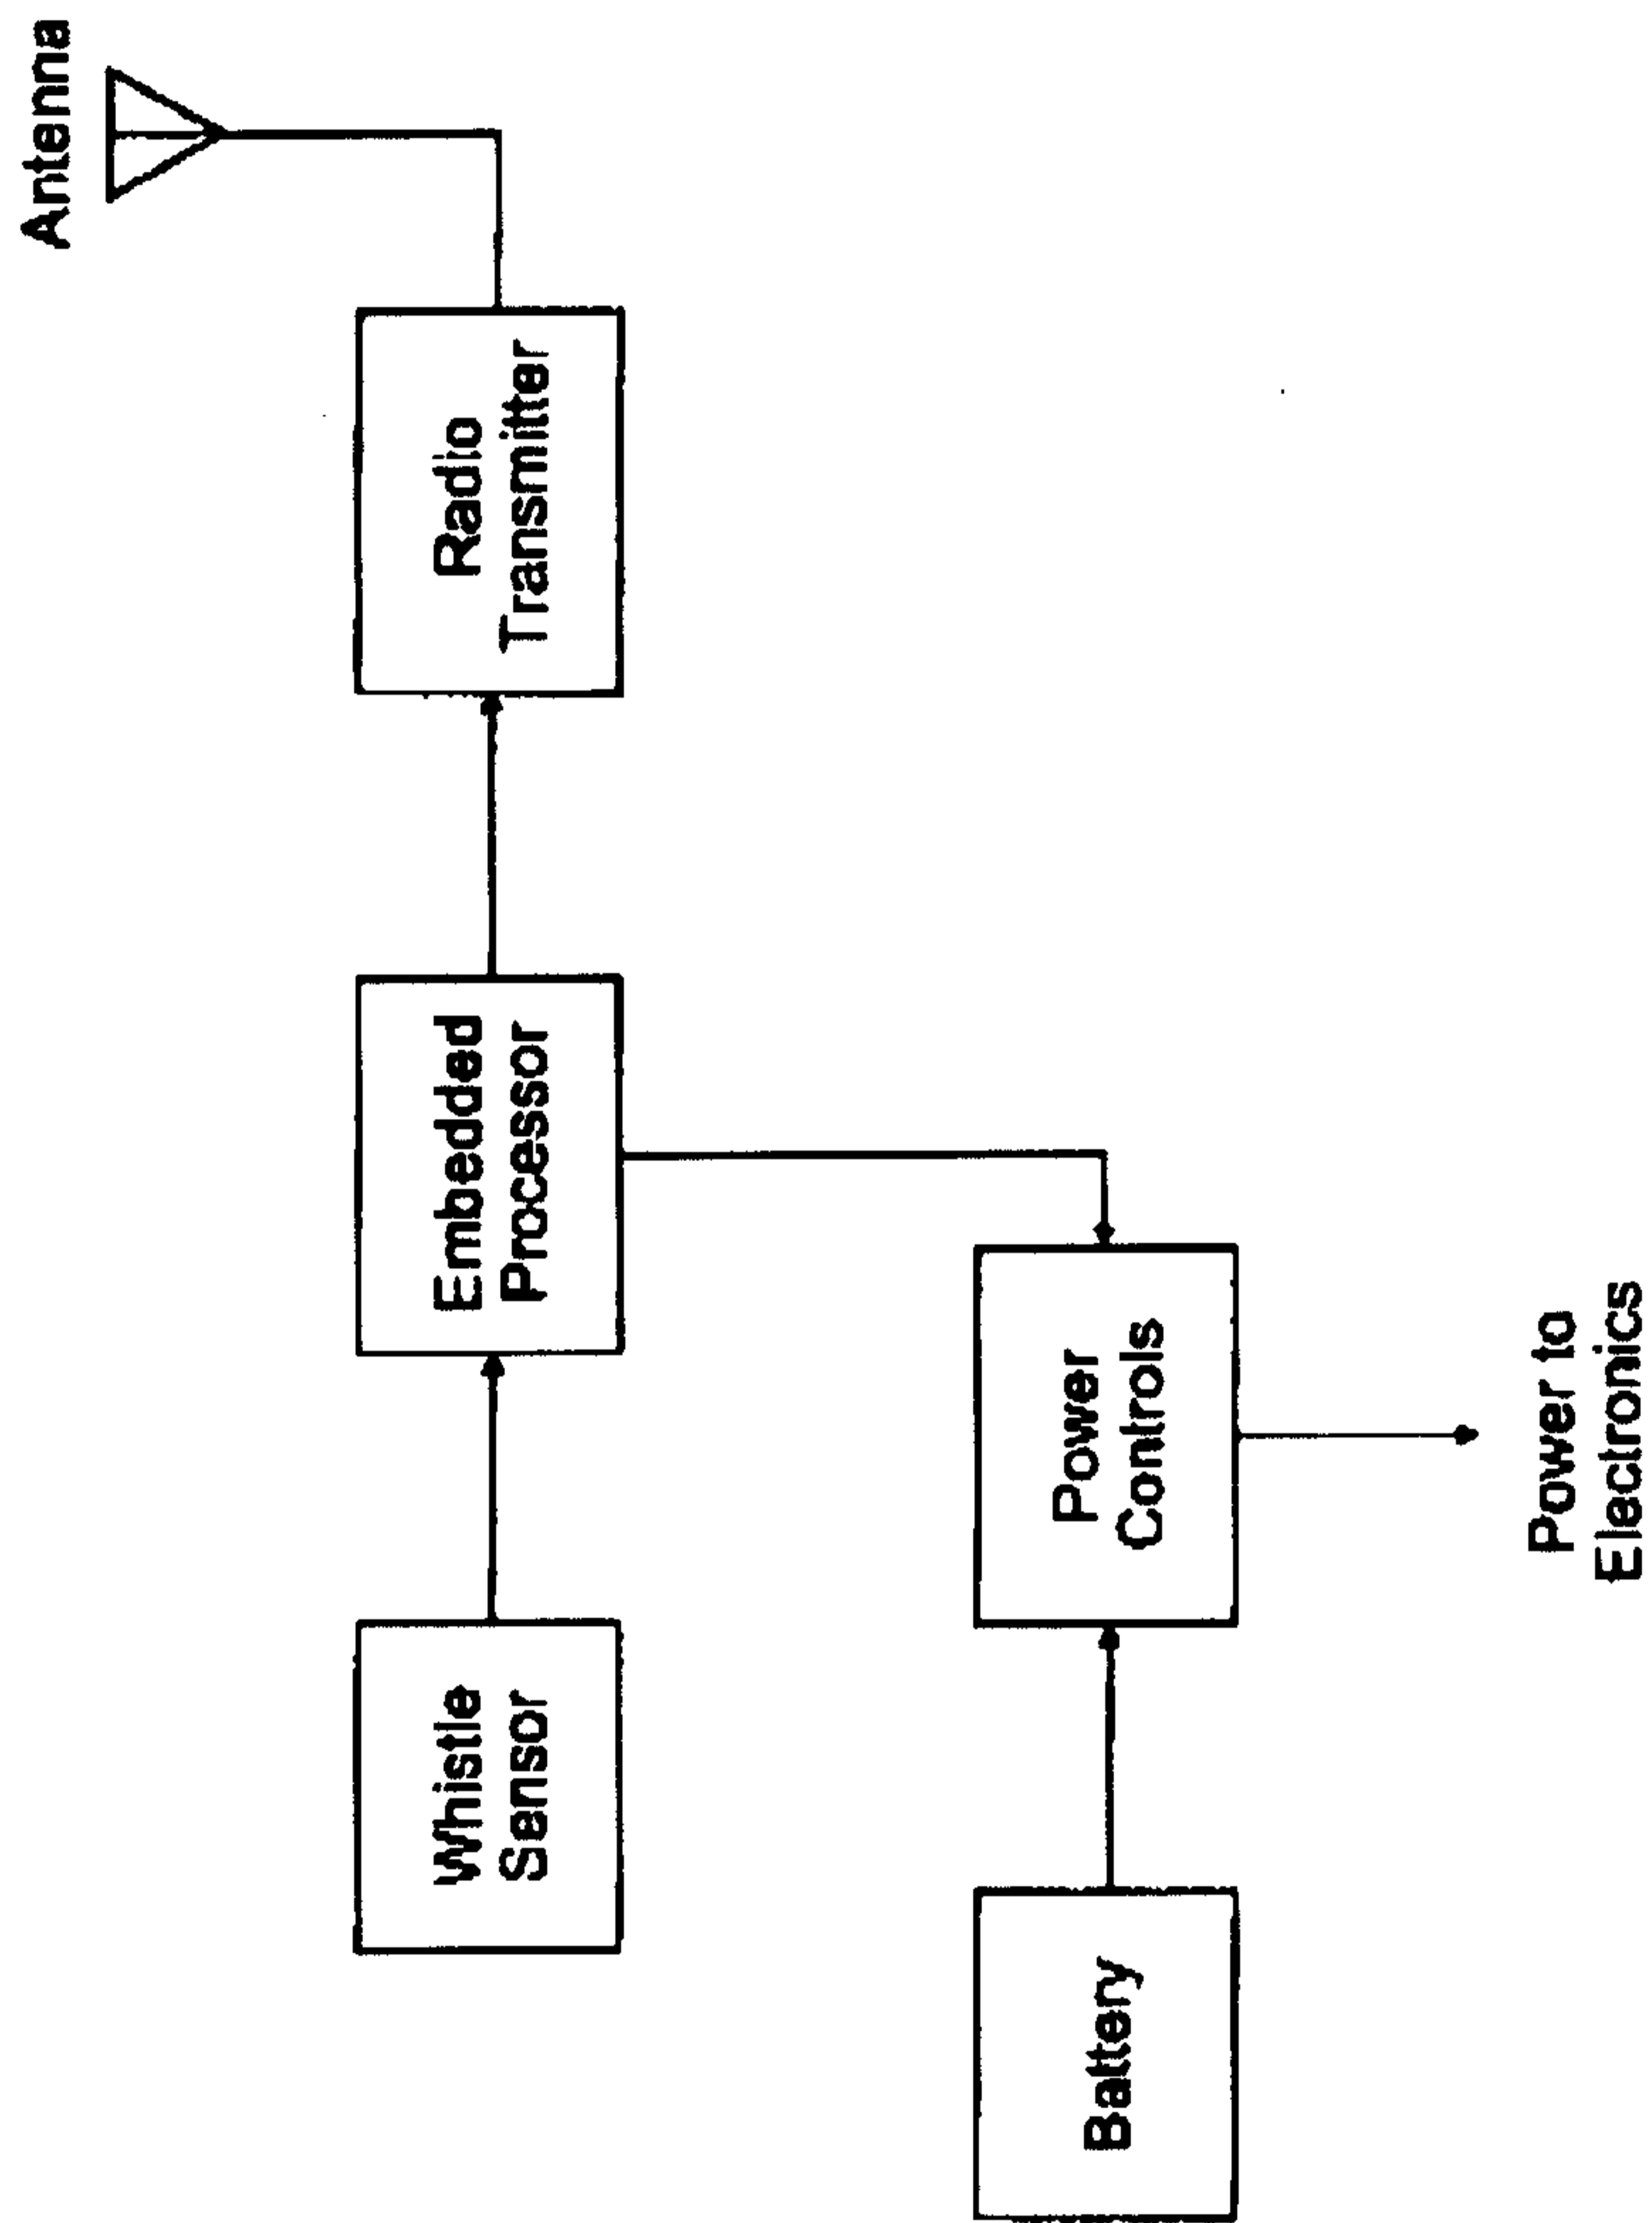 Antenna
Whistle
Sensor
Embedded
Processor
Radio
Transmitter
Battery
Power
Controls
Power to
Electronics